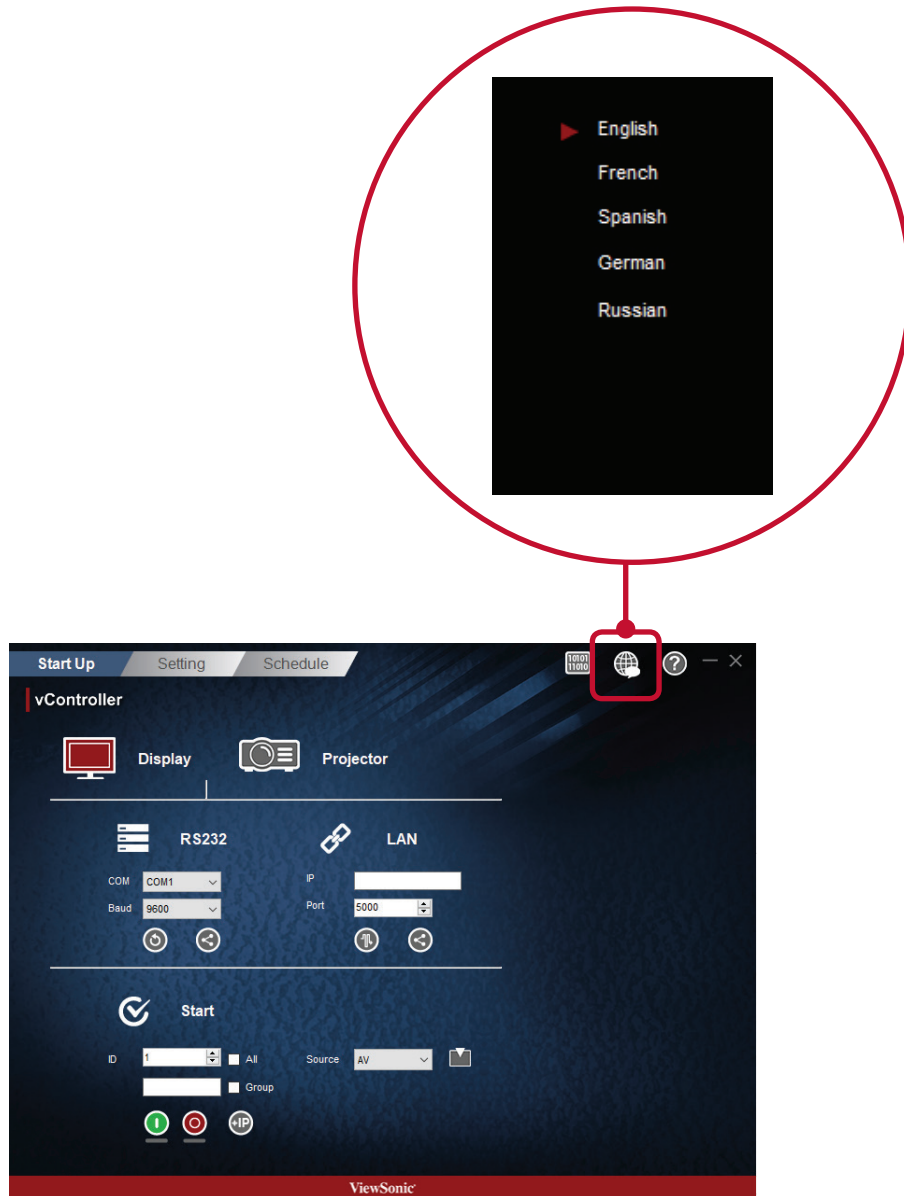 English
French
Spanish
German
Russian
Start Up Setting Schedule
10101
11010
?
vController
Display Projector
RS232 LAN
COM COM1 IP
Baud 9600 Port 5000
Start
ID 1 All Source AV
Group
+IP
ViewSonic